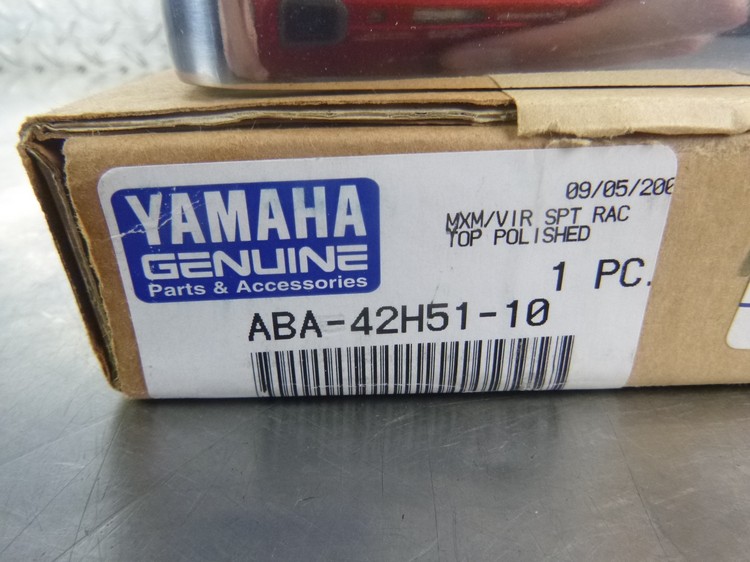 YAMAHA
GENUINE
Parts & Accessories
09/05/200
MXM/VIR SPT RAC
TOP POLISHED
1 PC.
ABA-42H51-10